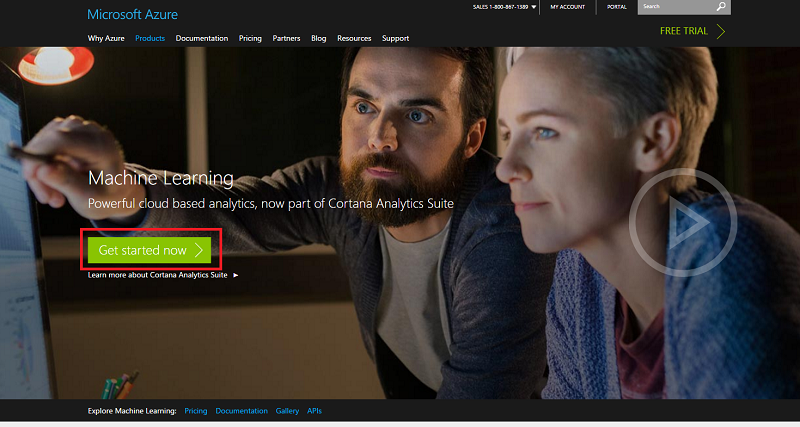 SALES 1-800-867-1389 MY ACCOUNT PORTAL Search
Microsoft Azure
FREE TRIAL
Why Azure Products Documentation Pricing Partners Blog Resources Support
Machine Learning
Powerful cloud based analytics, now part of Cortana Analytics Suite
Get started now
Learn more about Cortana Analytics Suite
Explore Machine Learning: Pricing Documentation Gallery APIs